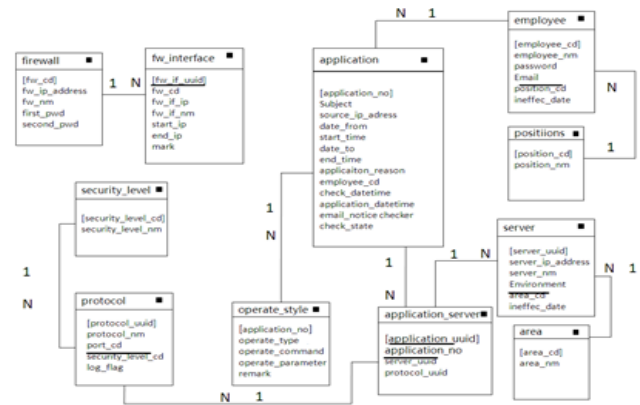 N 1
employee
[employee_cd]
employee_nm
password
Email
position_cd
ineffec_date
firewall
[fw_cd]
fw_ip_address
fw_nm
first_pwd
second_pwd
1 N
fw_interface
[fw_if_uuid]
fw_cd
fw_if_ip
fw_if_nm
start_ip
end_ip
mark
application
[application_no]
Subject
source_ip_adress
date_from
start_time
date_to
end_time
applicaiton_reason
employee_cd
check_datetime
application_datetime
email_notice checker
check_state
N
1
positiions
[position_cd]
position_nm
security_level
[security_level_cd]
security_level_nm
1
N
1
N
1
N
1 N
server
[server_uuid]
server_ip_address
server_nm
Environment
area_cd
ineffec_date
N 1
protocol
[protocol_uuid]
protocol_nm
port_cd
security_level_cd
log_flag
operate_style
[application_no]
operate_type
operate_command
operate_parameter
remark
application_server
[application_uuid]
application_no
server_uuid
protocol_uuid
area
[area_cd]
area_nm
N 1